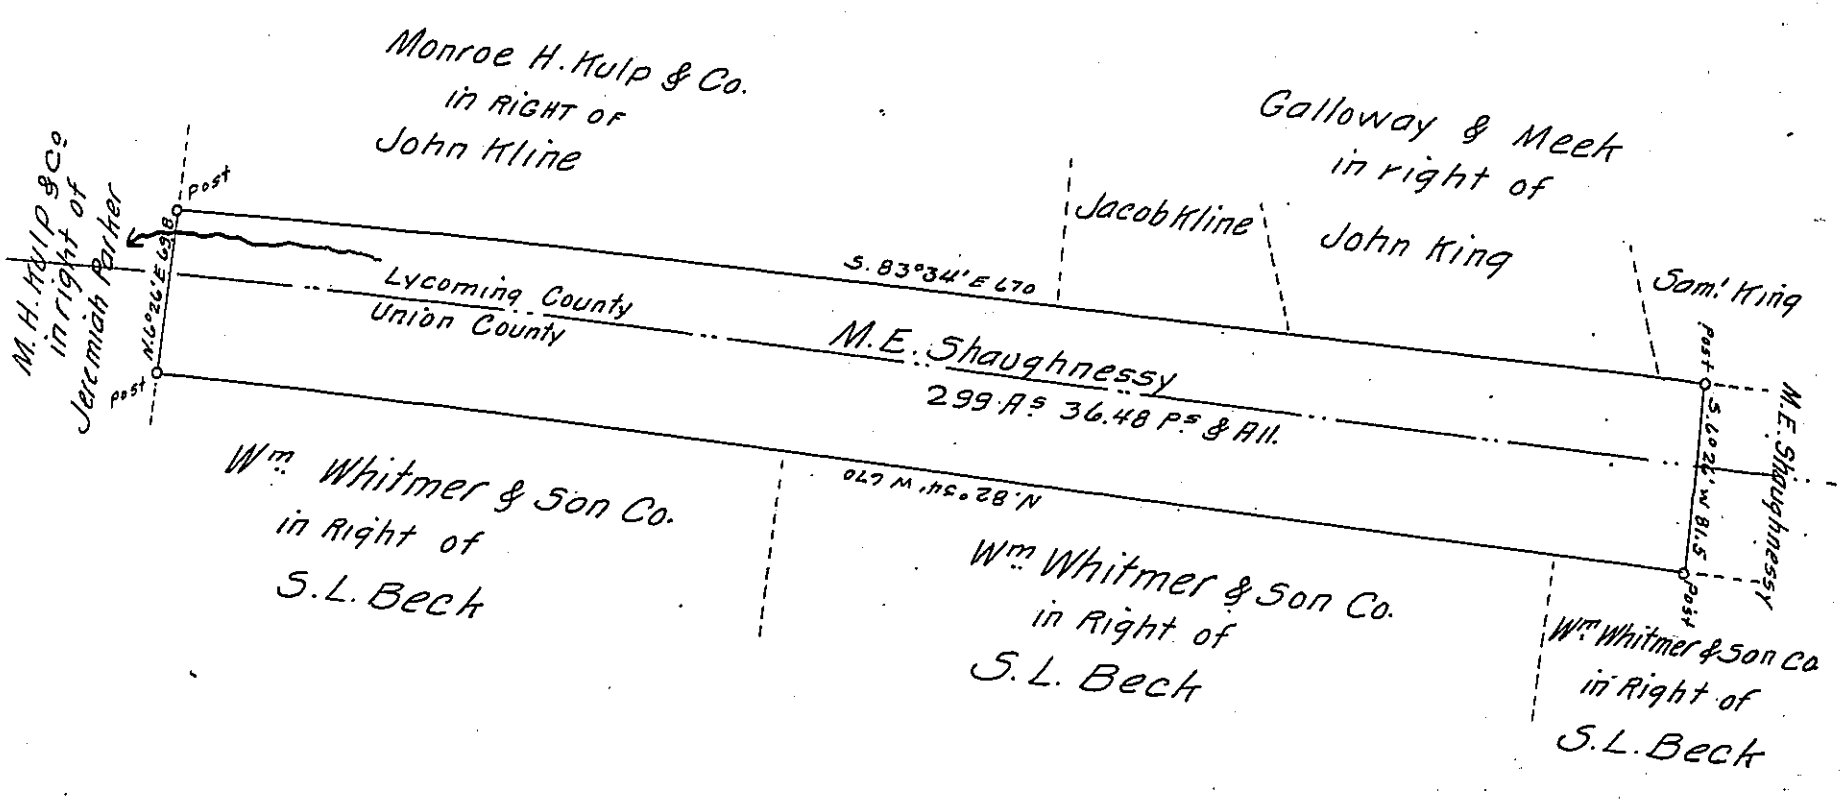 Monroe H. Kulp & Co.
in RIGHT OF
John Kline
Galloway & Meek
in right of
Jacob Kline
John King
Sam! King
M. H. Kulp & Co
in right of
Jeremiah Parker
post
N. 6°26' E 69.8
post
S. 83°34' E 670
Lycoming County
Union County
M. E. Shaughnessy
299 As 36.48 Ps & All.
Post
S. 6°26' W 81.5
Post
M. E. Shaughnessy
N. 82°34' W 670
Wm Whitmer & Son Co.
in Right of
S. L. Beck
Wm Whitmer & Son Co.
in Right of
S. L. Beck
Wm Whitmer & Son Co
in Right of
S. L. Beck